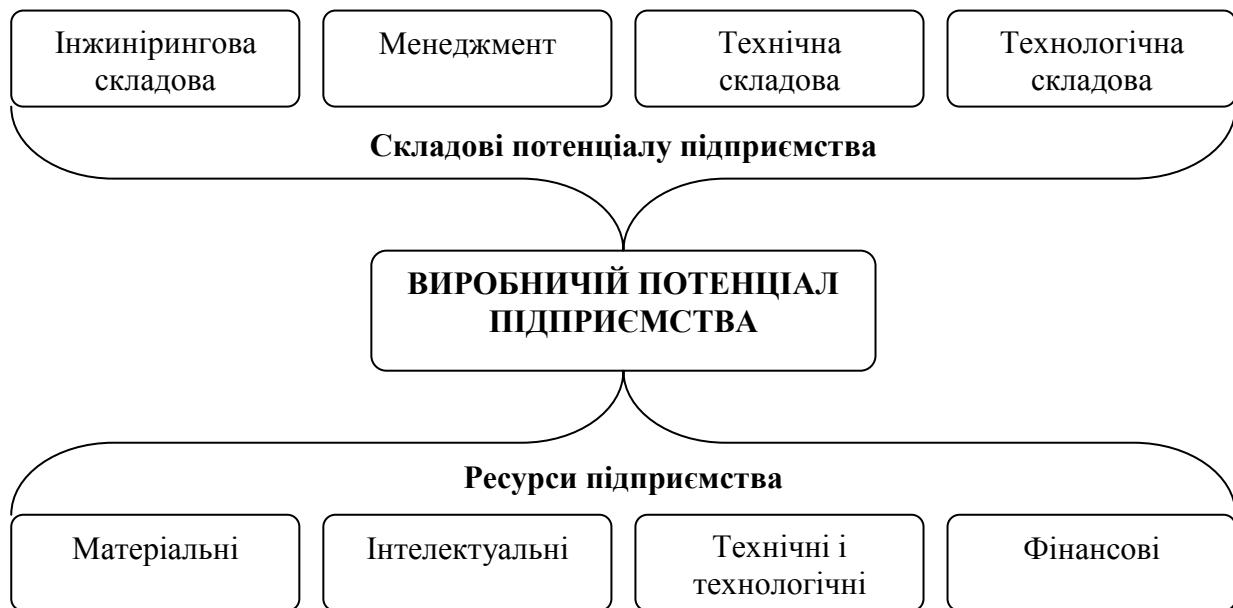 Інжинірингова
складова
Менеджмент
Технічна
складова
Технологічна
складова
Складові потенціалу підприємства
ВИРОБНИЧІЙ ПОТЕНЦІАЛ
ПІДПРИЄМСТВА
Ресурси підприємства
Матеріальні
Інтелектуальні
Технічні і
технологічні
Фінансові